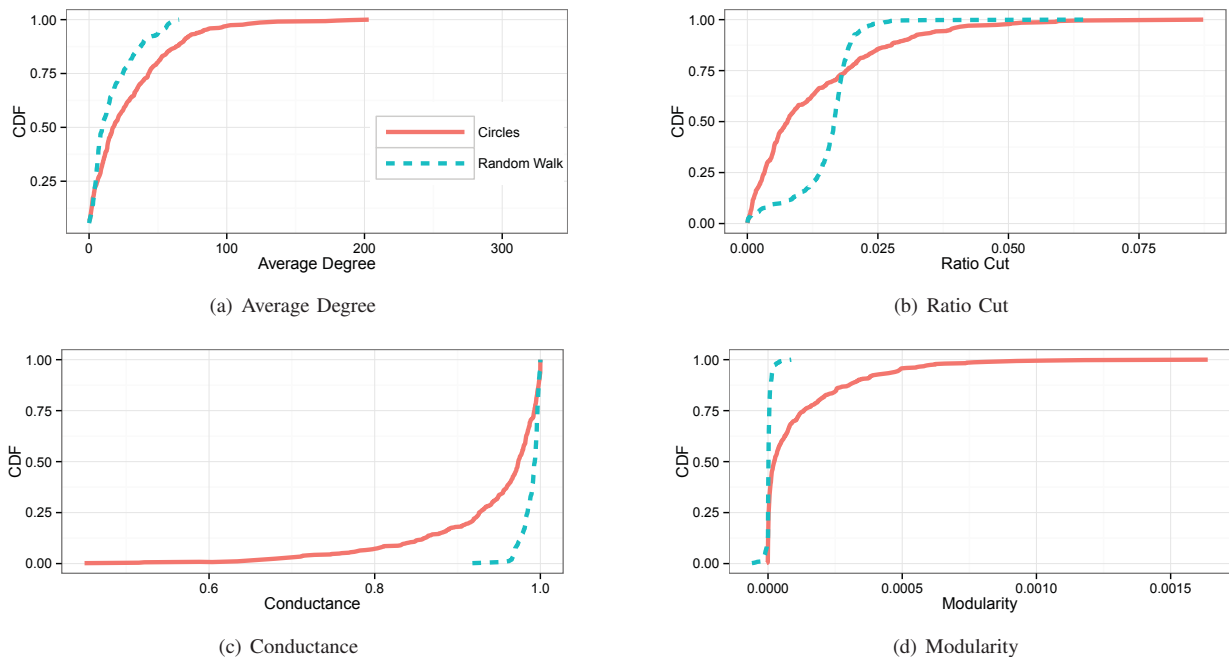 1.00
0.75
0.50
0.25
CDF
0
100
200
300
Average Degree
Circles
Random Walk
(a) Average Degree
1.00
0.75
0.50
0.25
0.00
CDF
0.000
0.025
0.050
0.075
Ratio Cut
(b) Ratio Cut
1.00
0.75
0.50
0.25
0.00
CDF
0.6
0.8
1.0
Conductance
(c) Conductance
1.00
0.75
0.50
0.25
0.00
CDF
0.0000
0.0005
0.0010
0.0015
Modularity
(d) Modularity